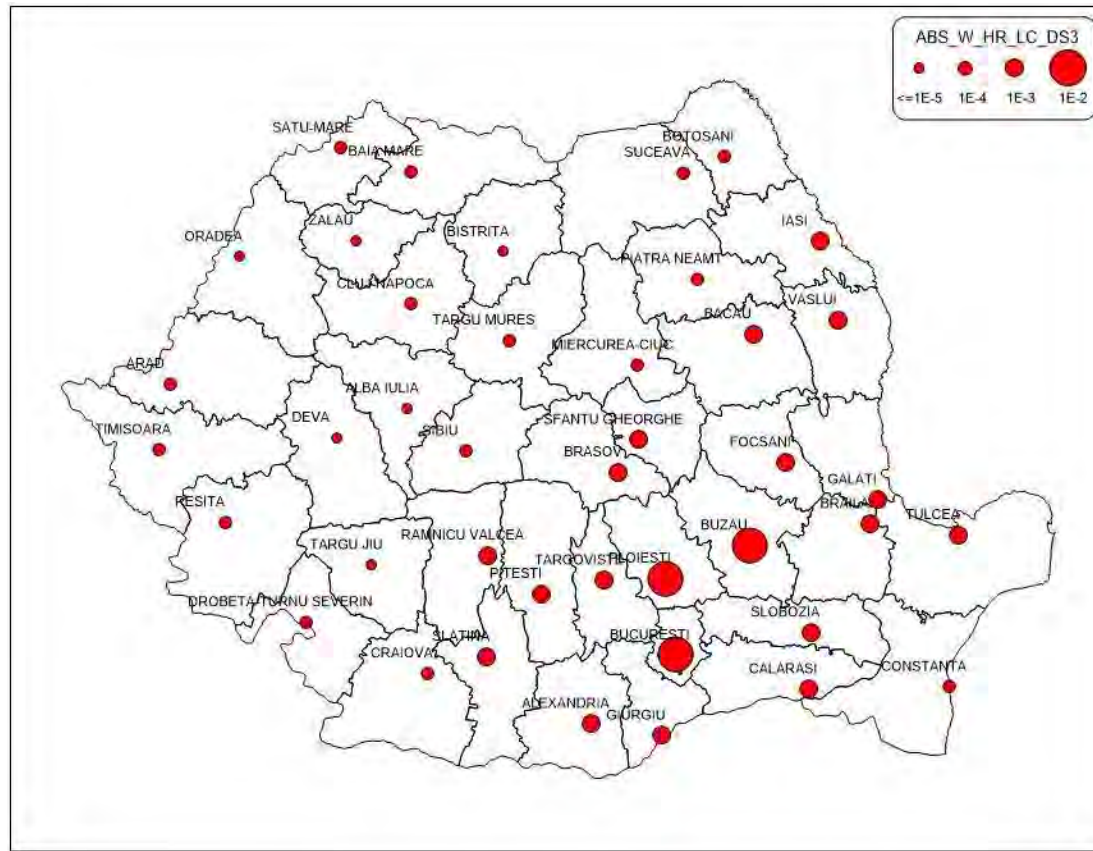 ABS_W_HR_LC_DS3
<=1E-5 1E-4 1E-3 1E-2
SATU-MARE
BAIA MARE
BOTOSANI
SUCEAVA
IASI
ORADEA
ZALAU
BISTRITA
PIATRA NEAMT
CLUJ-NAPOCA
VASLUI
TARGU MURES
BACAU
MIERCUREA-CIUC
ARAD
ALBA IULIA
DEVA
SFANTU GHEORGHE
TIMISOARA
SIBIU
BRASOV
FOCSANI
GALATI
RESITA
BRAILA
TULCEA
RAMNICU VALCEA
BUZAU
TARGU JIU
TARGOVISTE
PLOIESTI
PITESTI
DROBETA-TURNU SEVERIN
SLOBOZIA
SLATINA
BUCURESTI
CRAIOVA
CALARASI
CONSTANTA
ALEXANDRIA
GIURGIU